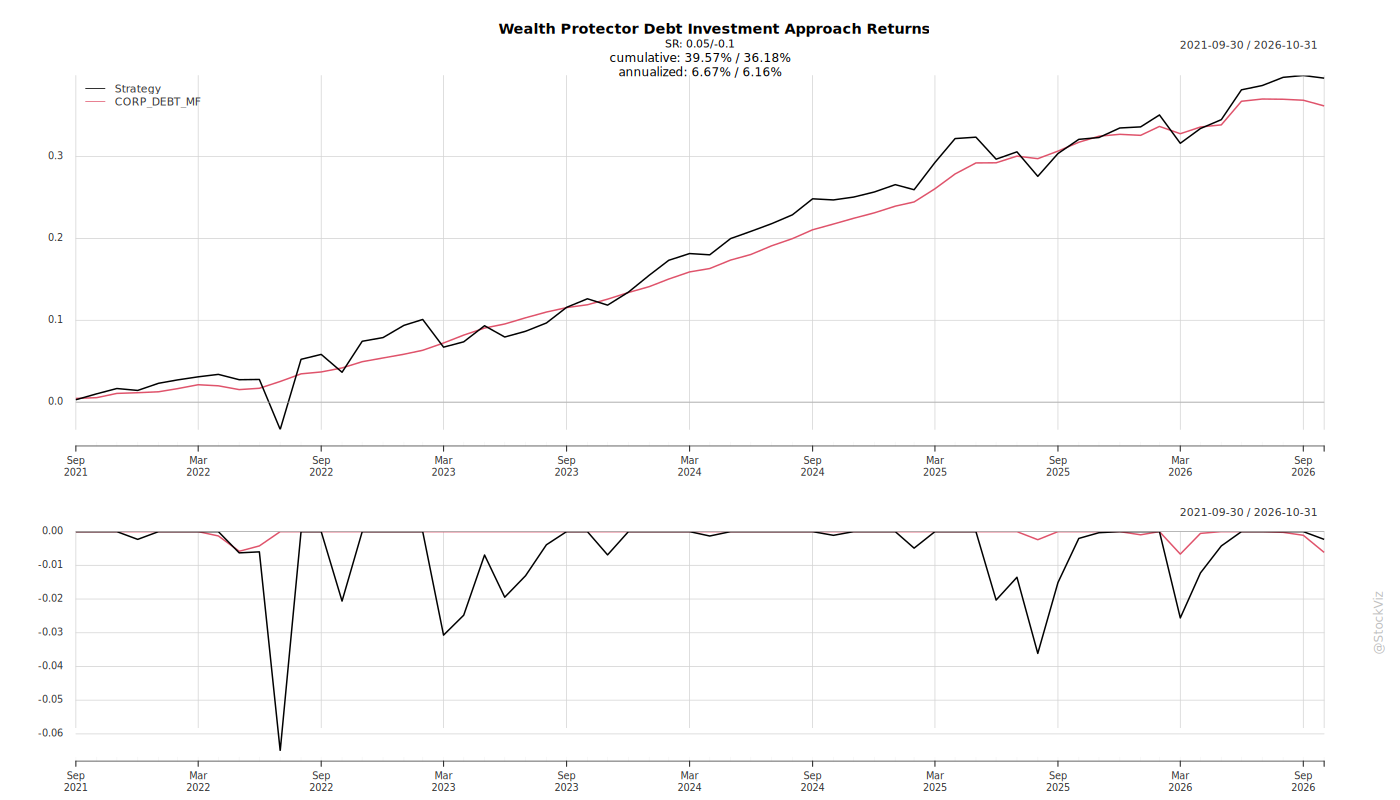 Wealth Protector Debt Investment Approach Returns
SR: 0.05/-0.1
cumulative: 39.57% / 36.18%
annualized: 6.67% / 6.16%
2021-09-30 / 2026-10-31
Strategy
CORP_DEBT_MF
0.3
0.2
0.1
0.0
Sep Mar Sep Mar Sep Mar Sep Mar Sep Mar Sep
2021 2022 2022 2023 2023 2024 2024 2025 2025 2026 2026
2021-09-30 / 2026-10-31
0.00
-0.01
-0.02
-0.03
-0.04
-0.05
-0.06
Sep Mar Sep Mar Sep Mar Sep Mar Sep Mar Sep
2021 2022 2022 2023 2023 2024 2024 2025 2025 2026 2026
@StockViz